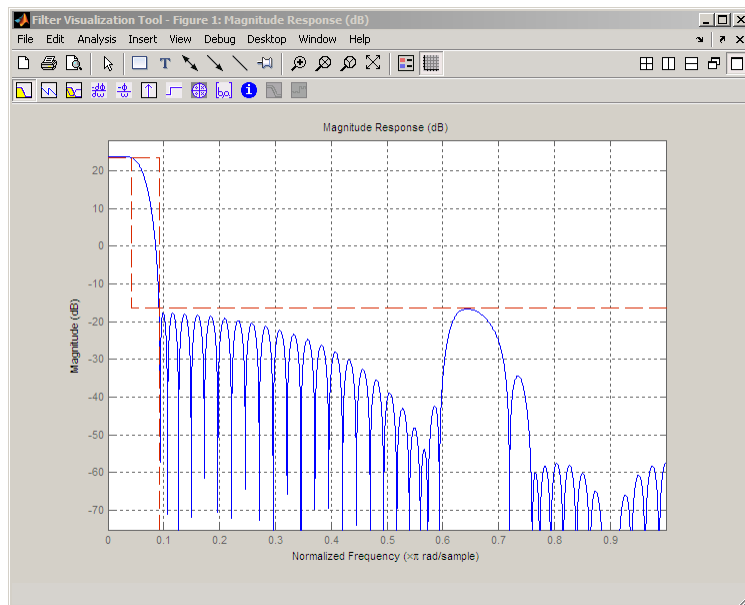 Filter Visualization Tool - Figure 1: Magnitude Response (dB)
File Edit Analysis Insert View Debug Desktop Window Help
Magnitude Response (dB)
20
10
0
-10
-20
-30
-40
-50
-60
-70
Magnitude (dB)
0 0.1 0.2 0.3 0.4 0.5 0.6 0.7 0.8 0.9
Normalized Frequency (×π rad/sample)